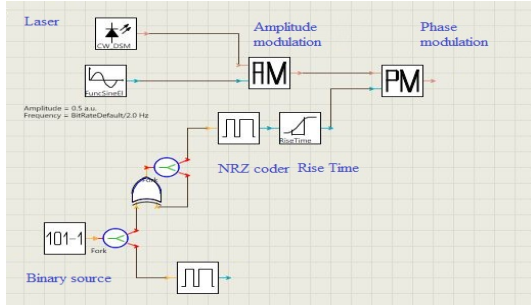 Laser
Amplitude
modulation
Phase
modulation
CW_DSM
AM
PM
FuncSineEl
Amplitude = 0.5 a.u.
Frequency = BitRateDefault/2.0 Hz
RiseTime
NRZ coder Rise Time
Fork
101-1
Fork
Binary source